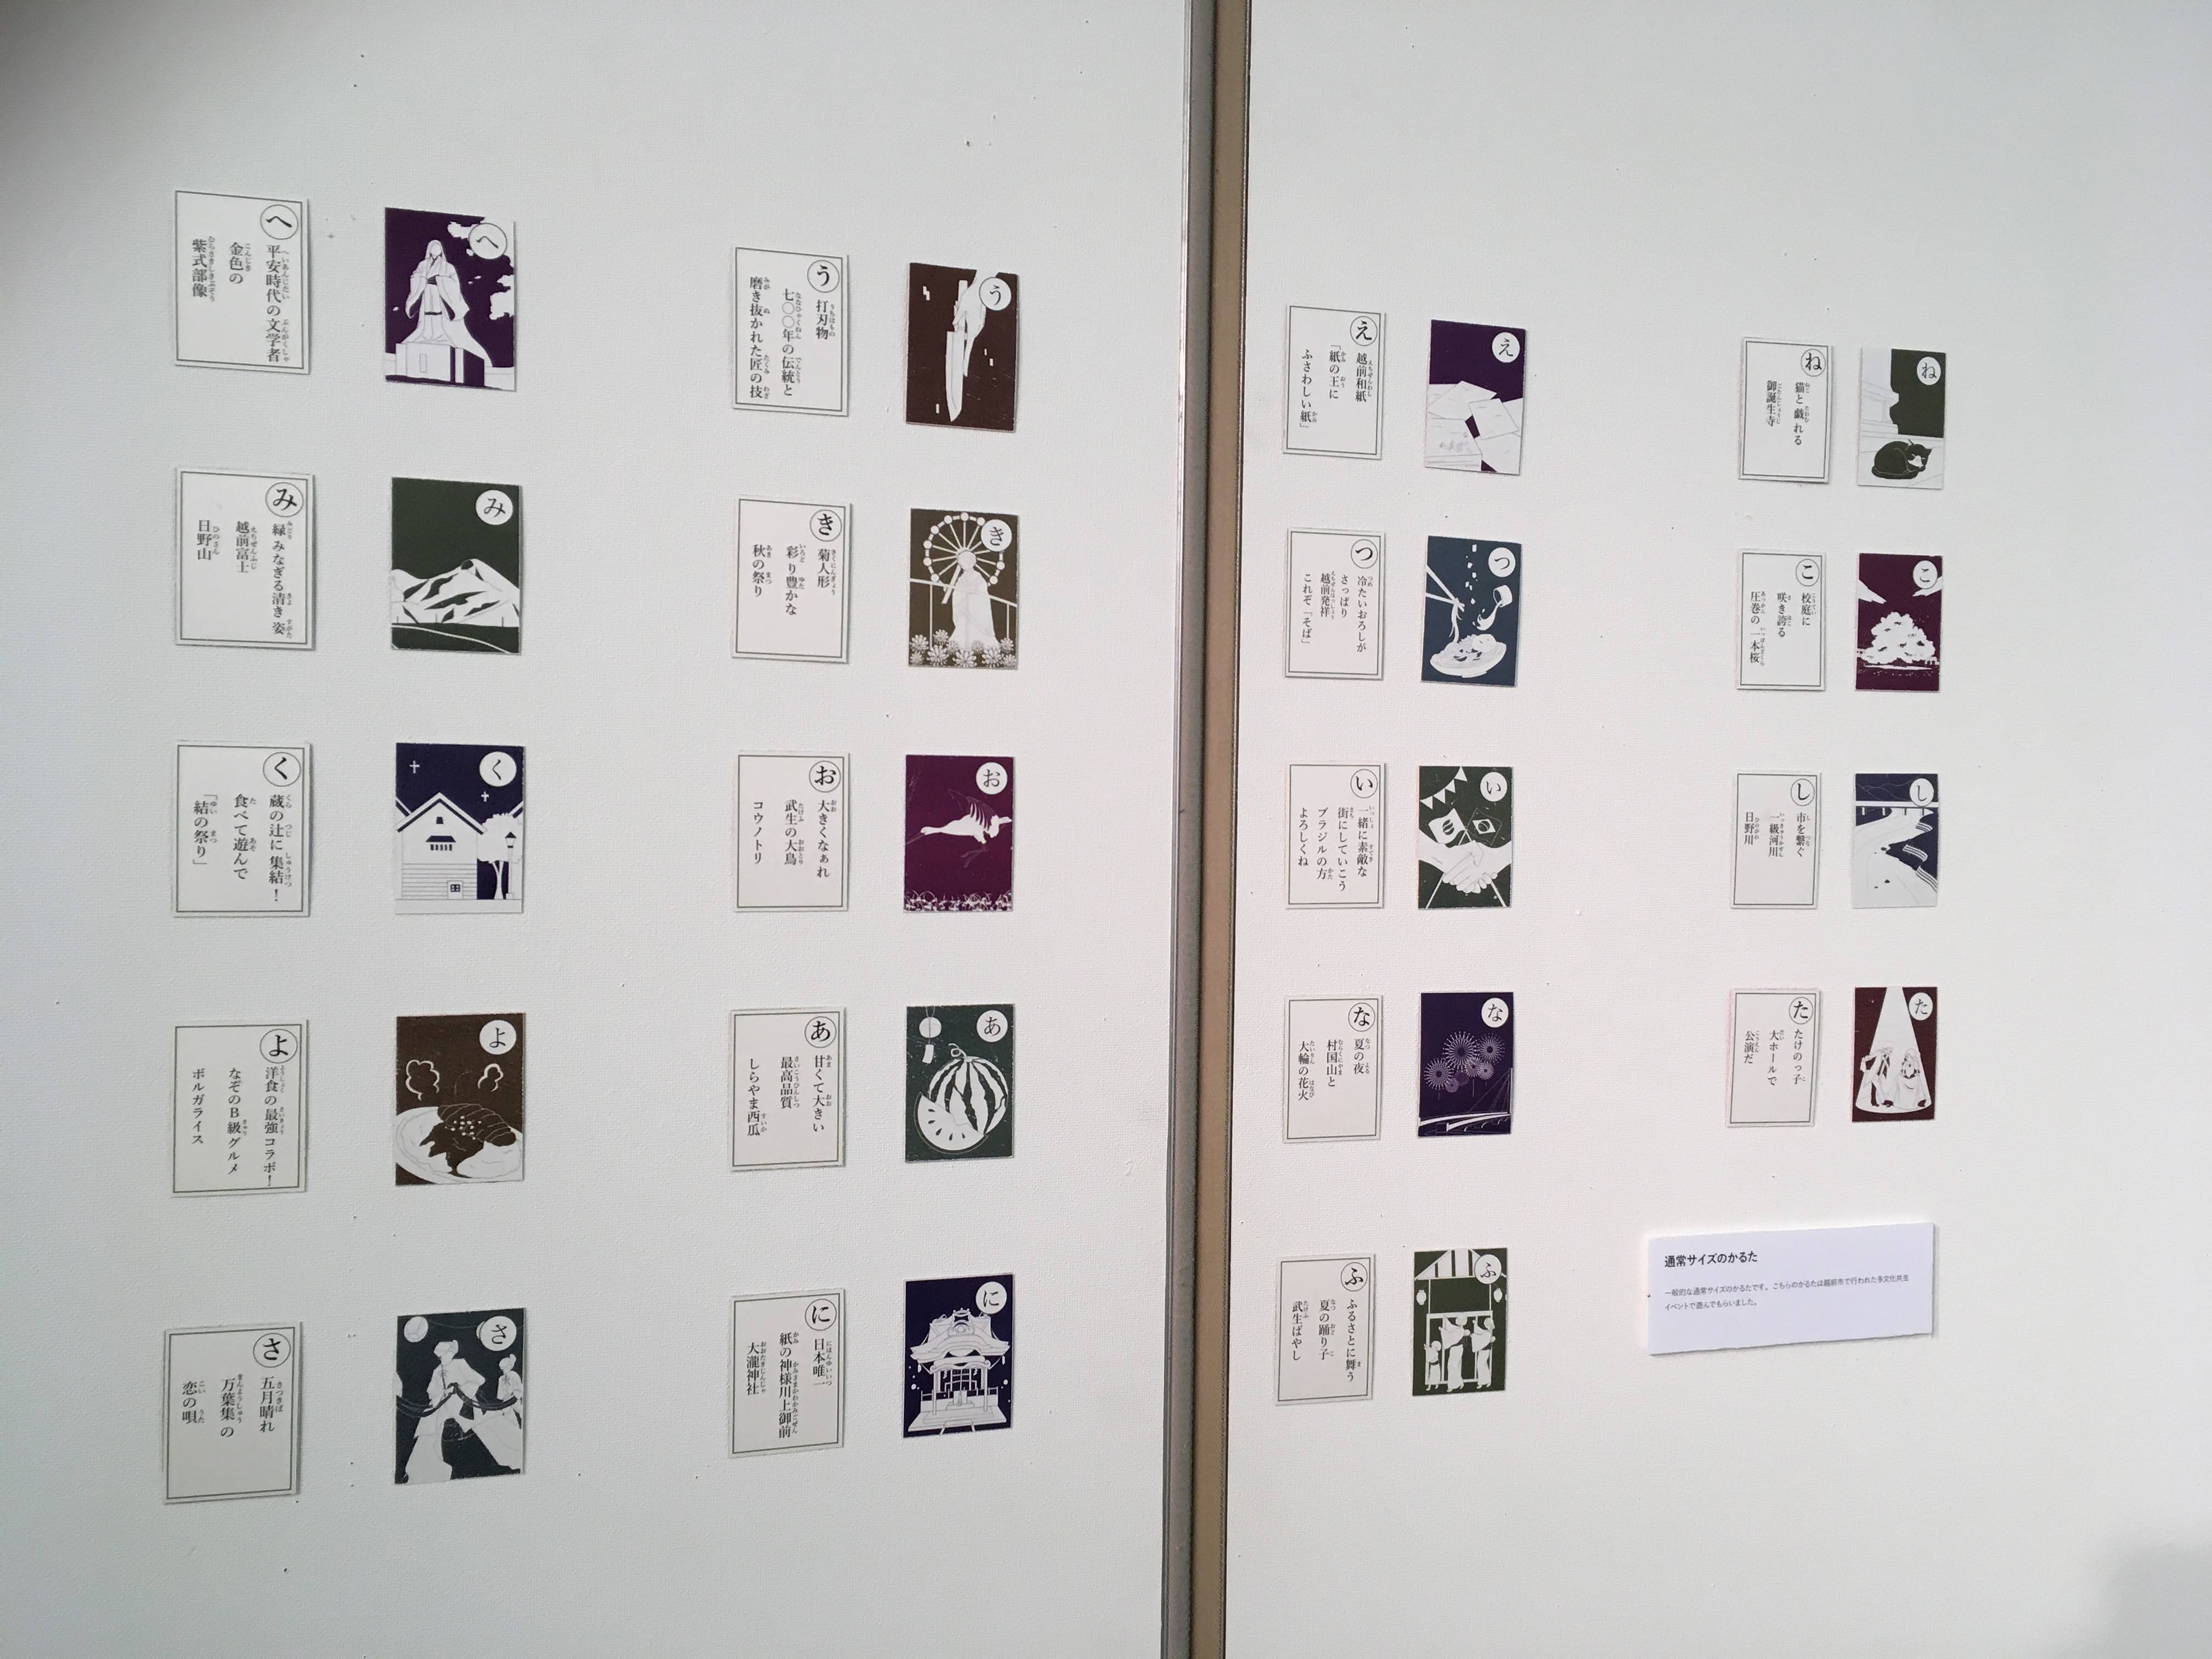 へ
平安時代の文学者
金色の
紫式部像
へ
み
緑みなぎる清き姿
越前富士
日野山
み
く
蔵の辻に集結！
食べて遊んで
「結の祭り」
く
よ
洋食の最強コラボ！
なぞのB級グルメ
ボルガライス
よ
さ
五月晴れ
万葉集の
恋の唄
さ
う
打刃物
七〇〇年の伝統と
磨き抜かれた匠の技
う
き
菊人形
彩り豊かな
秋の祭り
き
お
大きくなぁれ
武生の大鳥
コウノトリ
お
あ
甘くて大きい
最高品質
しらやま西瓜
あ
に
日本唯一
紙の神様川上御前
大瀧神社
に
え
越前和紙
「紙の王に
ふさわしい紙」
え
つ
冷たいおろしが
さっぱり
越前発祥
これぞ「そば」
つ
い
一緒に素敵な
街にしていこう
ブラジルの方
よろしくね
い
な
夏の夜
村国山と
大輪の花火
な
ふ
ふるさとに舞う
夏の踊り子
武生ばやし
ふ
ね
猫と戯れる
御誕生寺
ね
こ
校庭に
咲き誇る
圧巻の一本桜
こ
し
市を繋ぐ
一級河川
日野川
し
た
たけのっ子
大ホールで
公演だ
た
通常サイズのかるた
一般的な通常サイズのかるたです。こちらのかるたは越前市で行われた多文化共生
イベントで遊んでもらいました。